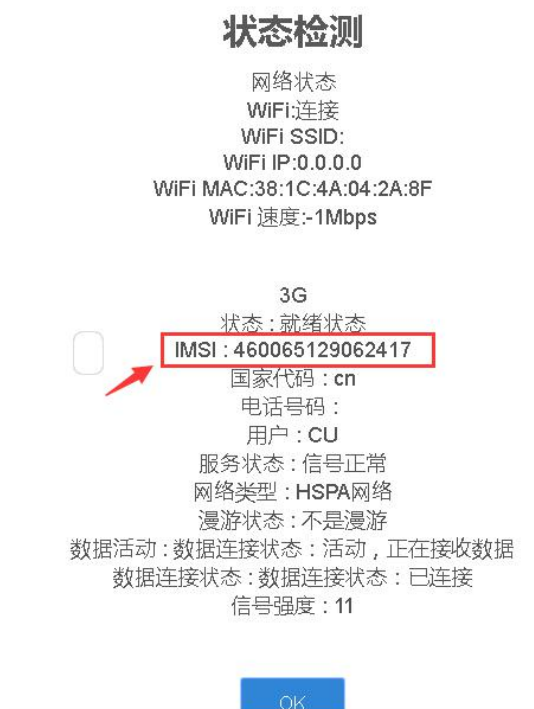 状态检测
网络状态
WiFi:连接
WiFi SSID:
WiFi IP:0.0.0.0
WiFi MAC:38:1C:4A:04:2A:8F
WiFi 速度:-1Mbps
3G
状态：就绪状态
IMSI：460065129062417
国家代码：cn
电话号码：
用户：CU
服务状态：信号正常
网络类型：HSPA网络
漫游状态：不是漫游
数据活动：数据连接状态：活动，正在接收数据
数据连接状态：数据连接状态：已连接
信号强度：11
OK